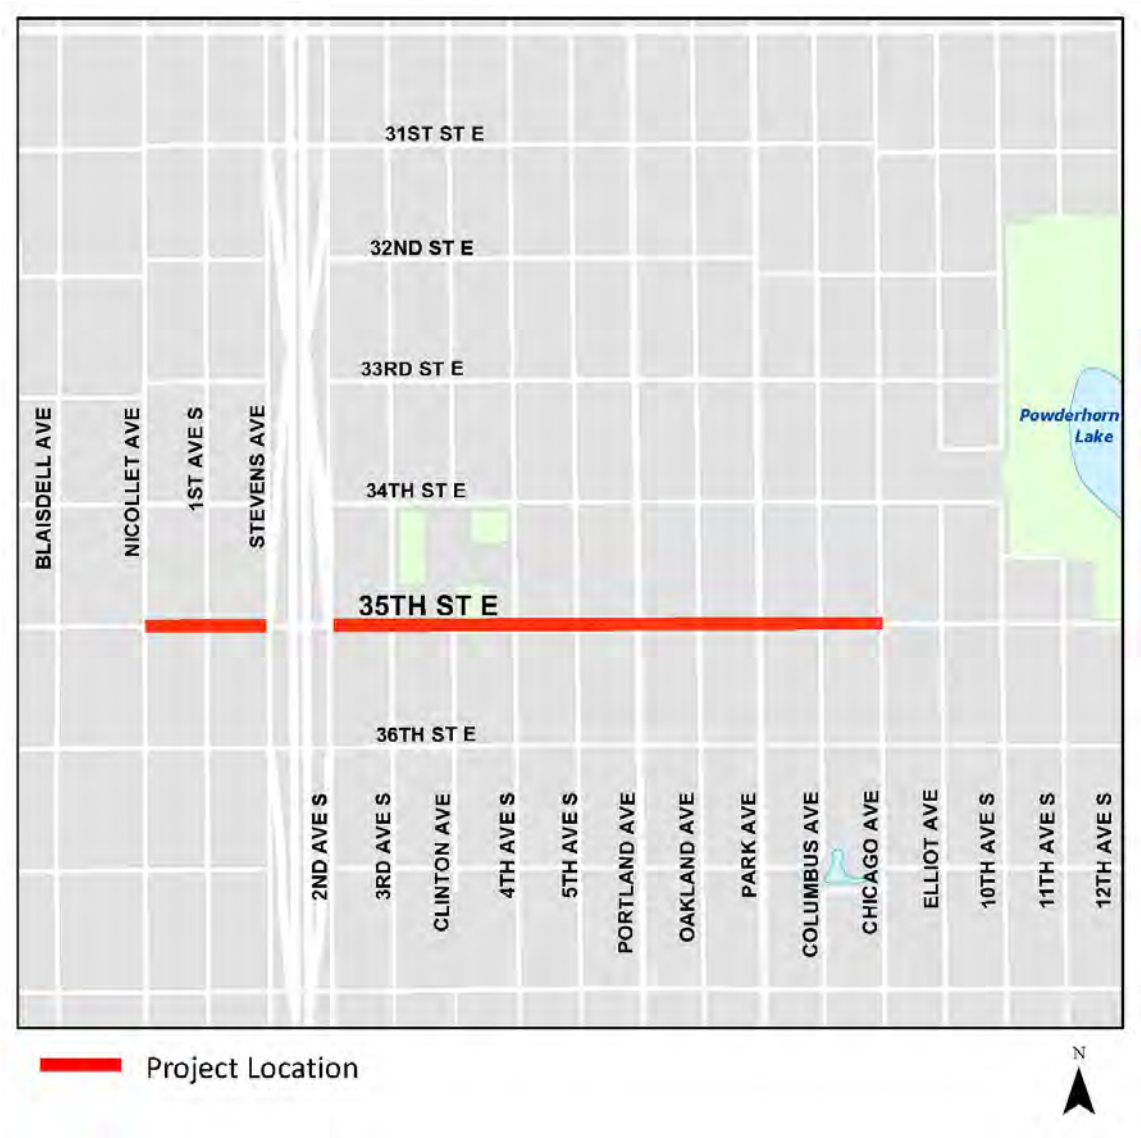 31ST ST E
32ND ST E
33RD ST E
Powderhorn
Lake
BLAISDELL AVE
NICOLLET AVE
1ST AVE S
STEVENS AVE
34TH ST E
35TH ST E
36TH ST E
2ND AVE S
3RD AVE S
CLINTON AVE
4TH AVE S
5TH AVE S
PORTLAND AVE
OAKLAND AVE
PARK AVE
COLUMBUS AVE
CHICAGO AVE
ELLIOT AVE
10TH AVE S
11TH AVE S
12TH AVE S
Project Location
N